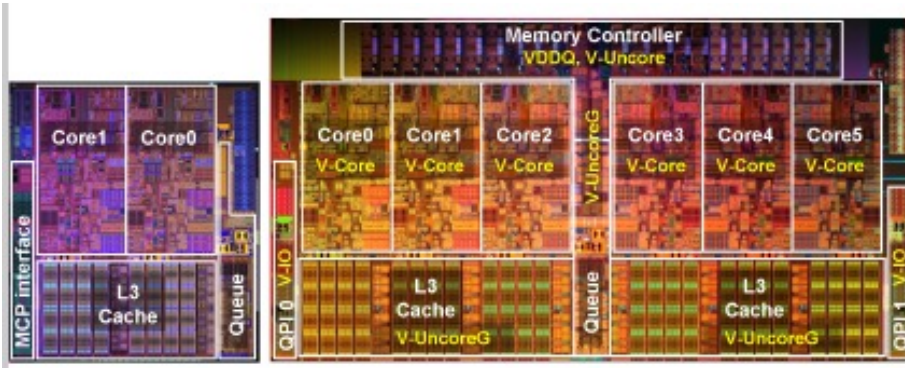 Core1
Core0
MCP interface
L3
Cache
Queue
Memory Controller
VDDQ, V-Uncore
Core0
V-Core
Core1
V-Core
Core2
V-Core
V-UncoreG
Core3
V-Core
Core4
V-Core
Core5
V-Core
QPI 0 V-IO
L3
Cache
V-UncoreG
Queue
L3
Cache
V-UncoreG
QPI 1 V-IO